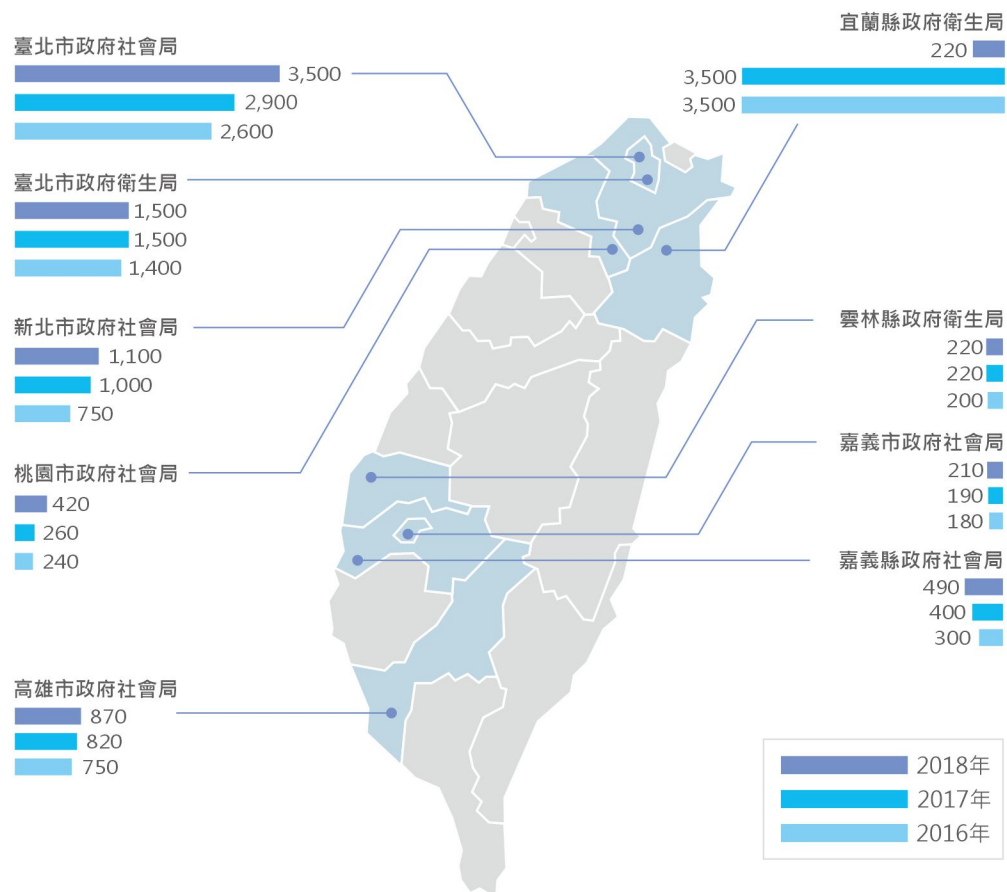 臺北市政府社會局
3,500
2,900
2,600
臺北市政府衛生局
1,500
1,500
1,400
新北市政府社會局
1,100
1,000
750
桃園市政府社會局
420
260
240
高雄市政府社會局
870
820
750
宜蘭縣政府衛生局
220
3,500
3,500
雲林縣政府衛生局
220
220
200
嘉義市政府社會局
210
190
180
嘉義縣政府社會局
490
400
300
2018年
2017年
2016年